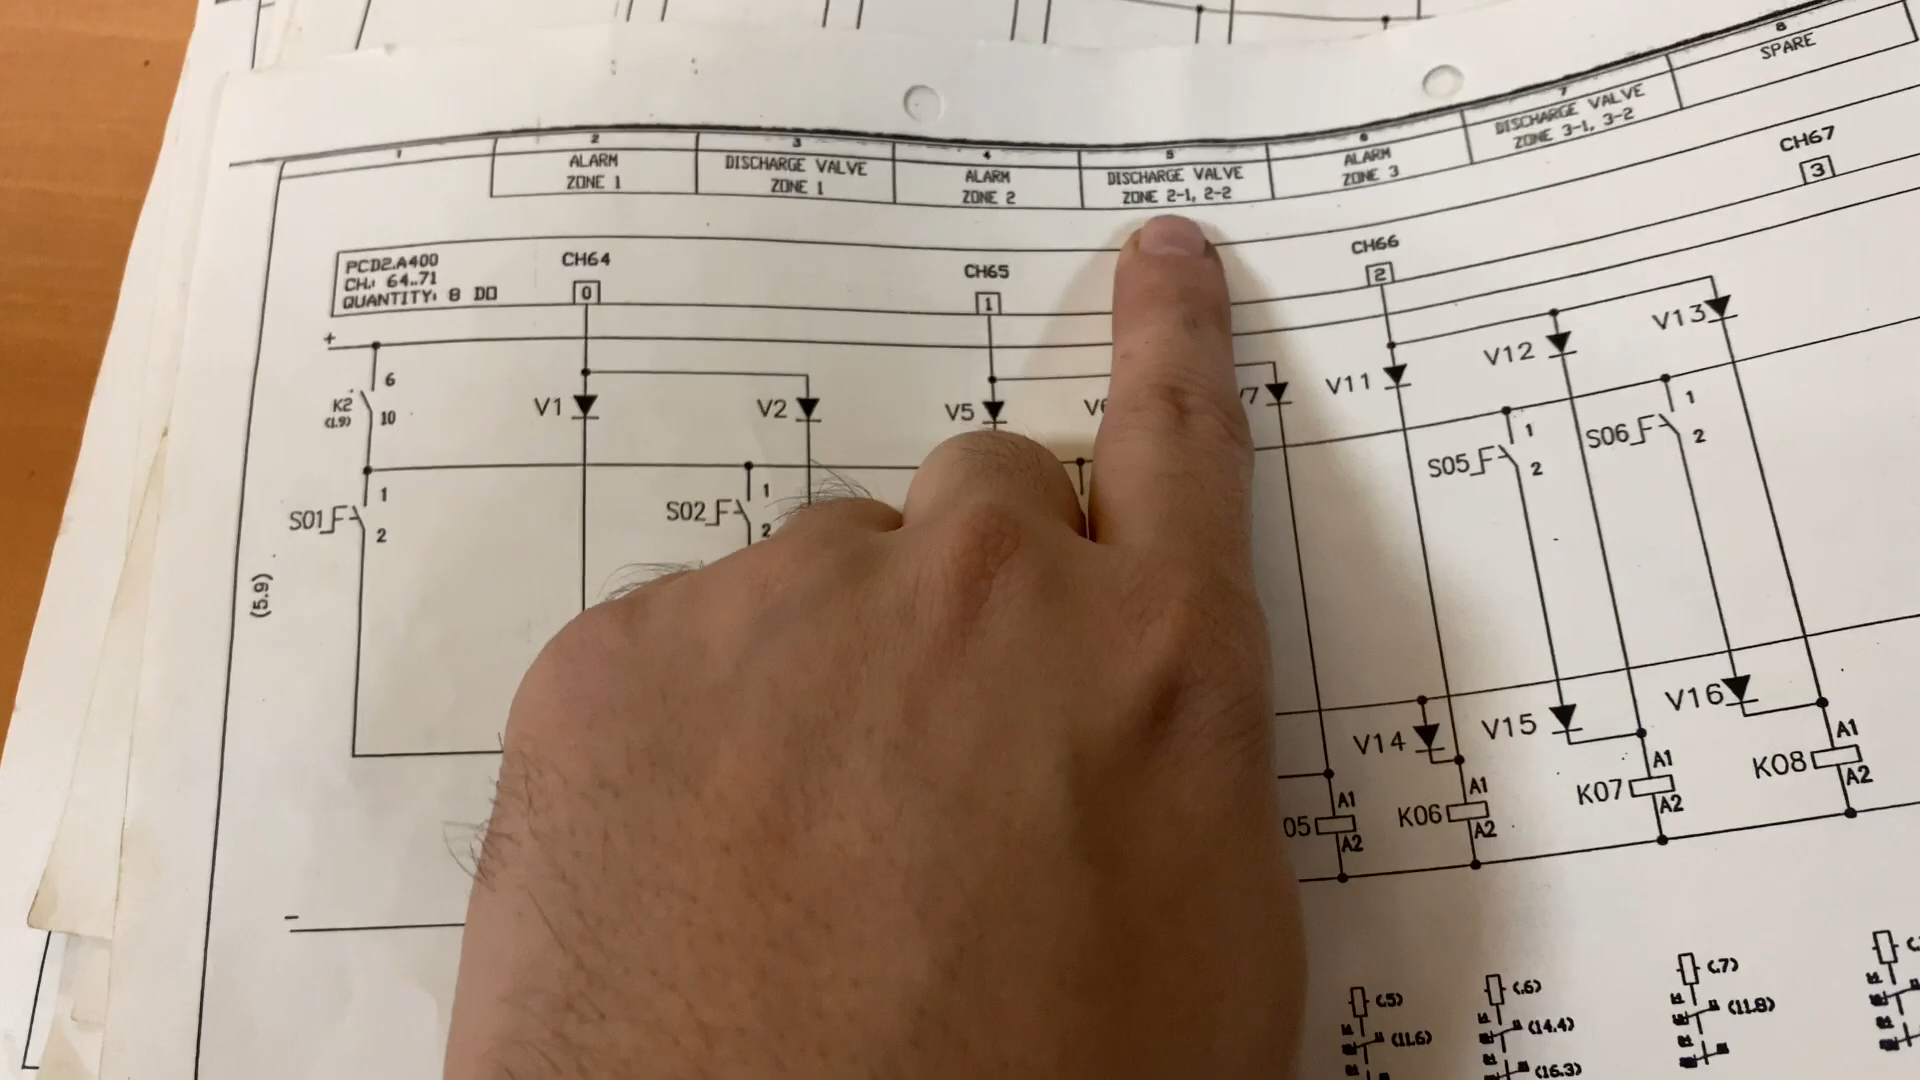 1 2 3 4 5 6 7 8
ALARM
ZONE 1
DISCHARGE VALVE
ZONE 1
ALARM
ZONE 2
DISCHARGE VALVE
ZONE 2-1, 2-2
ALARM
ZONE 3
DISCHARGE VALVE
ZONE 3-1, 3-2
SPARE
PCD2.A400
CH.: 64..71
QUANTITY: 8 DO
CH64
0
CH65
1
CH66
2
CH67
3
+
K2
(1.9)
6
10
V1
V2
V5
V11
V12
V13
S01
1
2
S02
1
2
S05
1
2
S06
1
2
(5.9)
V14
V15
V16
05
A1
A2
K06
A1
A2
K07
A1
A2
K08
A1
A2
-
(.5)
(11.6)
(.6)
(14.4)
(16.3)
(.7)
(11.8)